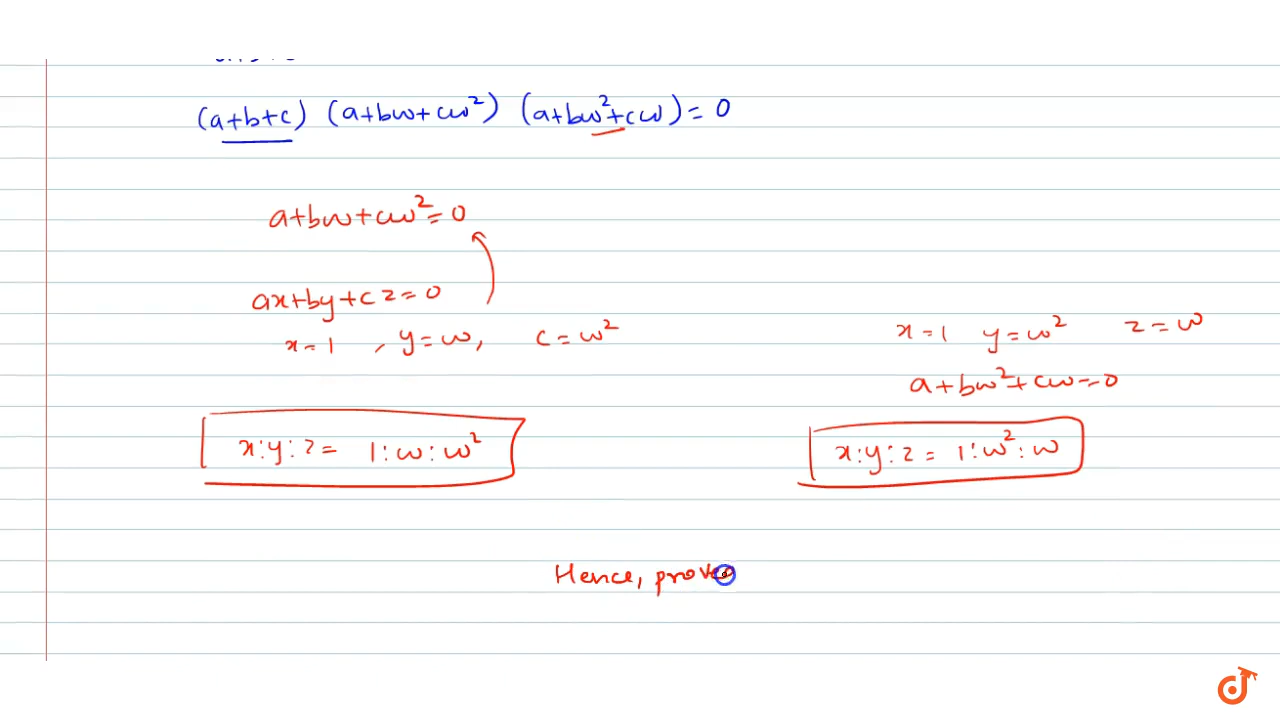 (a+b+c) (a+bω+cω²) (a+bω²+cω)=0
a+bω+cω²=0
ax+by+cz=0
x=1, y=ω, c=ω²
x:y:z= 1:ω:ω²
x=1 y=ω² z=ω
a+bω²+cω=0
x:y:z= 1:ω²:ω
Hence, proved